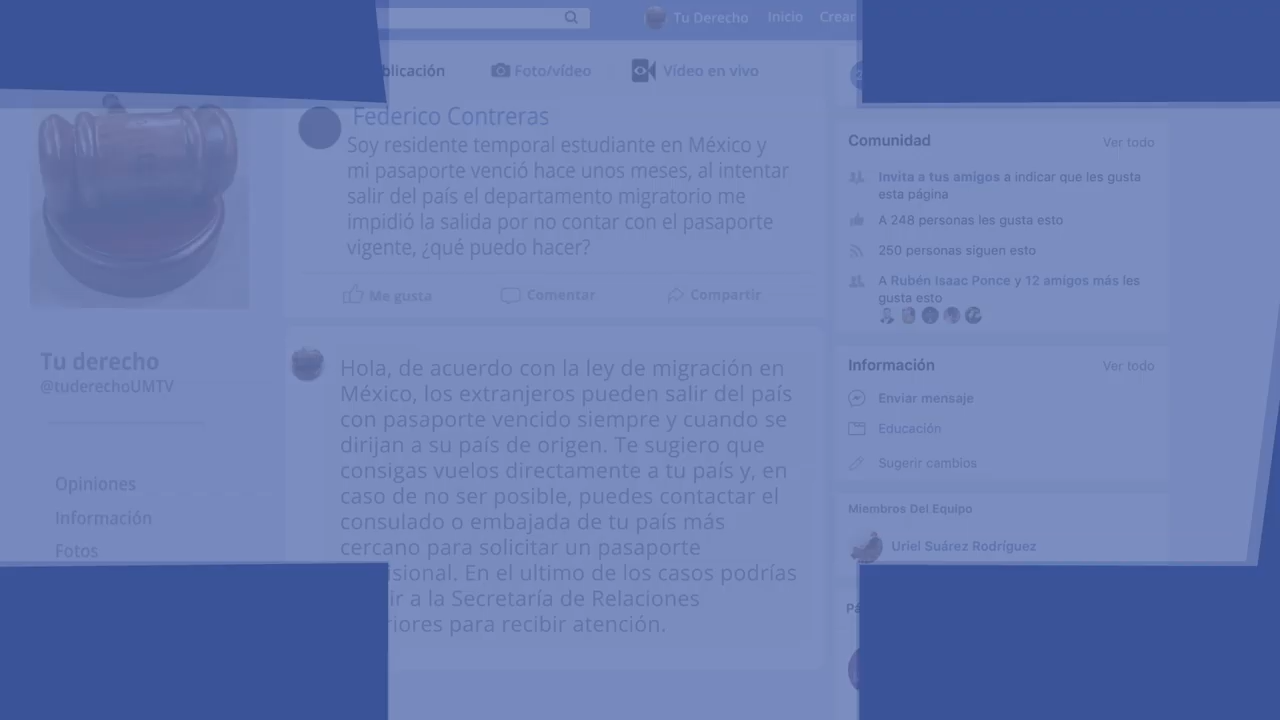 Tu Derecho
Inicio
Crear
Foto/vídeo
Vídeo en vivo
Federico Contreras
Soy residente temporal estudiante en México y
mi pasaporte venció hace unos meses, al intentar
salir del país el departamento migratorio me
impidió la salida por no contar con el pasaporte
vigente, ¿qué puedo hacer?
Me gusta
Comentar
Compartir
Tu derecho
@tuderechoUMTV
Opiniones
Información
Fotos
Hola, de acuerdo con la ley de migración en
México, los extranjeros pueden salir del país
con pasaporte vencido siempre y cuando se
dirijan a su país de origen. Te sugiero que
consigas vuelos directamente a tu país y, en
caso de no ser posible, puedes contactar el
consulado o embajada de tu país más
cercano para solicitar un pasaporte
isional. En el ultimo de los casos podrías
ir a la Secretaría de Relaciones
riores para recibir atención.
Comunidad
Ver todo
Invita a tus amigos a indicar que les gusta
esta página
A 248 personas les gusta esto
250 personas siguen esto
A Rubén Isaac Ponce y 12 amigos más les
gusta esto
Información
Ver todo
Enviar mensaje
Educación
Sugerir cambios
Miembros Del Equipo
Uriel Suárez Rodríguez